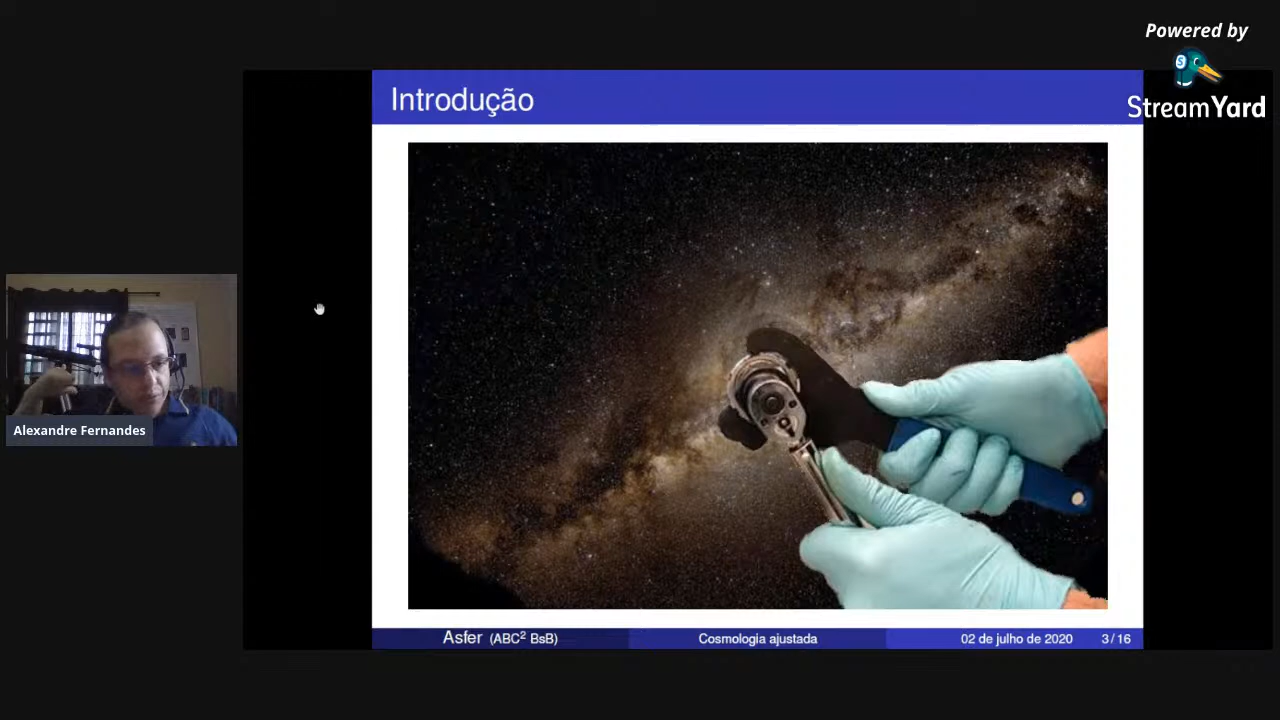 Powered by
StreamYard
Introdução
Alexandre Fernandes
Asfer (ABC² BsB) Cosmologia ajustada 02 de julho de 2020 3/16